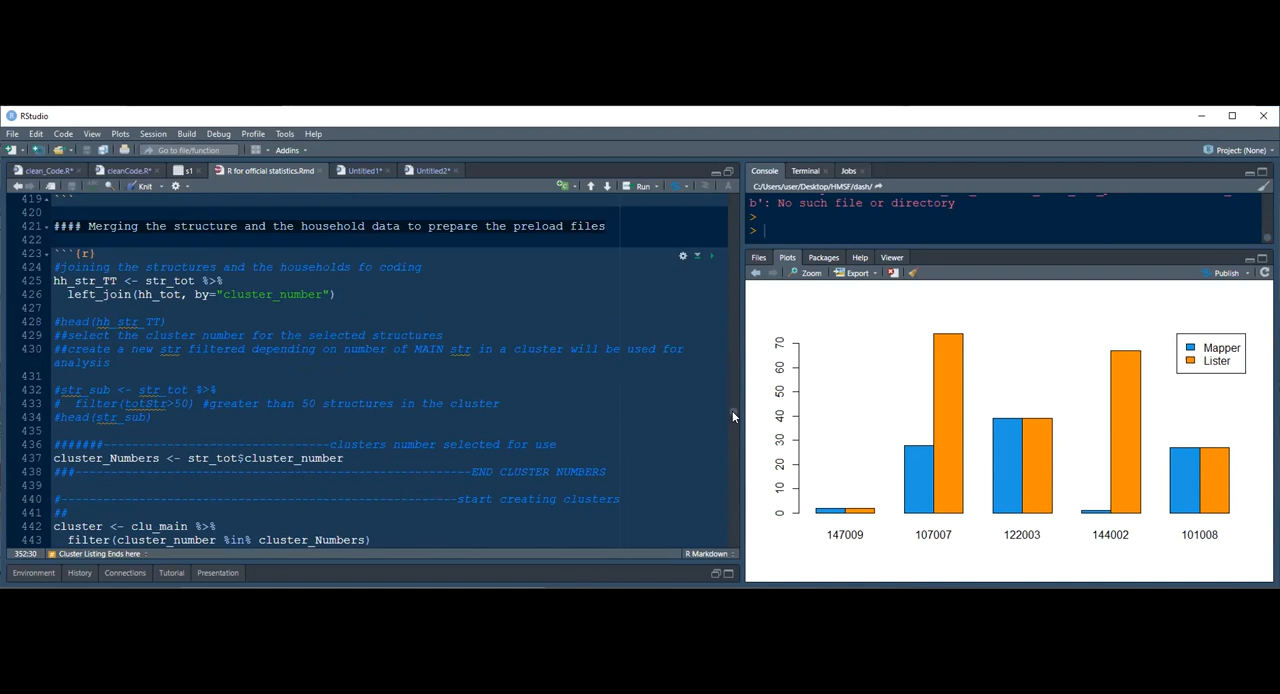 RStudio
File Edit Code View Plots Session Build Debug Profile Tools Help
Go to file/function Addins Project: (None)
clean_Code.R* cleanCode.R* s1 R for official statistics.Rmd Untitled1* Untitled2*
Knit Run
419 ```
420
421 #### Merging the structure and the household data to prepare the preload files
422
423 ```{r}
424 #joining the structures and the households fo coding
425 hh_str_TT <- str_tot %>%
426 left_join(hh_tot, by="cluster_number")
427
428 #head(hh_str_TT)
429 ##select the cluster number for the selected structures
430 ##create a new str filtered depending on number of MAIN str in a cluster will be used for
analysis
431
432 #str_sub <- str_tot %>%
433 # filter(totStr>50) #greater than 50 structures in the cluster
434 #head(str_sub)
435
436 #######------------------------------clusters number selected for use
437 cluster_Numbers <- str_tot$cluster_number
438 ###--------------------------------------------------------END CLUSTER NUMBERS
439
440 #--------------------------------------------------------start creating clusters
441 ##
442 cluster <- clu_main %>%
443 filter(cluster_number %in% cluster_Numbers)
352:30 Cluster Listing Ends here R Markdown
Environment History Connections Tutorial Presentation
Console Terminal Jobs
C:/Users/user/Desktop/HMSF/dash/
b': No such file or directory
>
>
Files Plots Packages Help Viewer
Zoom Export Publish
Mapper
Lister
70
60
50
40
30
20
10
0
147009 107007 122003 144002 101008